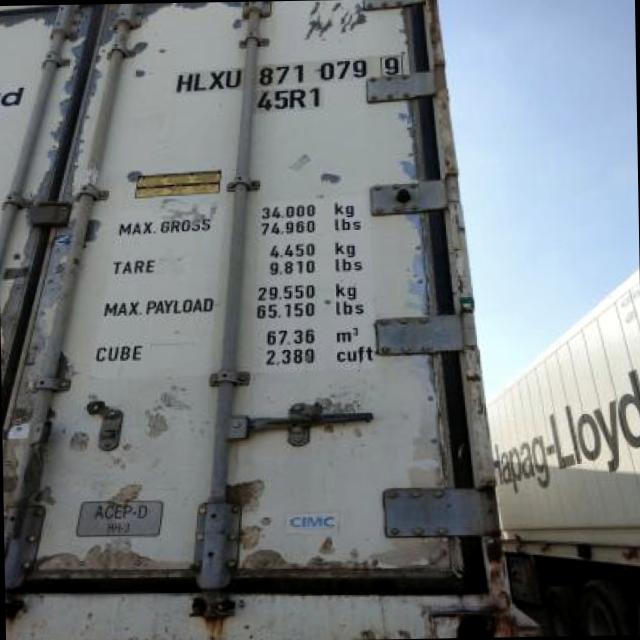 d
HLXU 871 079 9
45R1
34.000 kg
MAX. GROSS 74.960 lbs
4.450 kg
TARE 9.810 lbs
29.550 kg
MAX. PAYLOAD 65.150 lbs
67.36 m³
CUBE 2.389 cuft
ACEP-D
HHJ
CIMC
Hapag-Lloyd